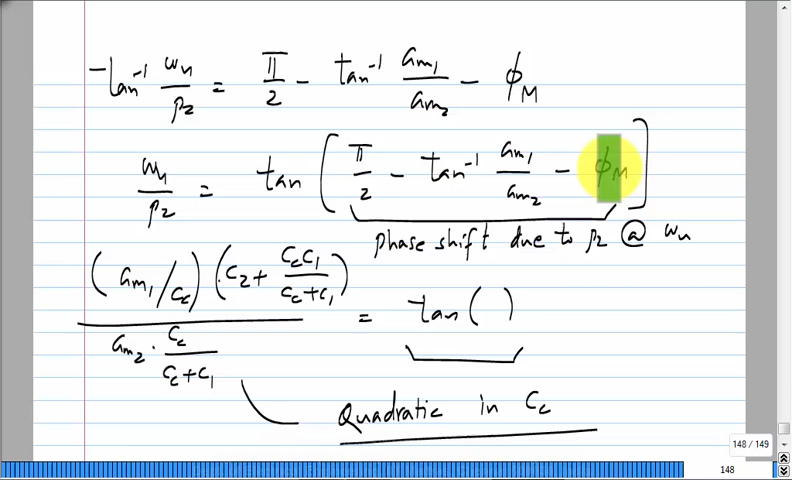 tan⁻¹ ωu/p₂ = π/2 − tan⁻¹ Gm₁/Gm₂ − ϕM
ωu/p₂ = tan [ π/2 − tan⁻¹ Gm₁/Gm₂ − ϕM ]
phase shift due to p₂ @ ωu
(Gm₁/Cc) (C₂ + CcC₁/(Cc+C₁)) / (Gm₂ · Cc/(Cc+C₁)) = tan ( )
Quadratic in Cc
148 / 149
148